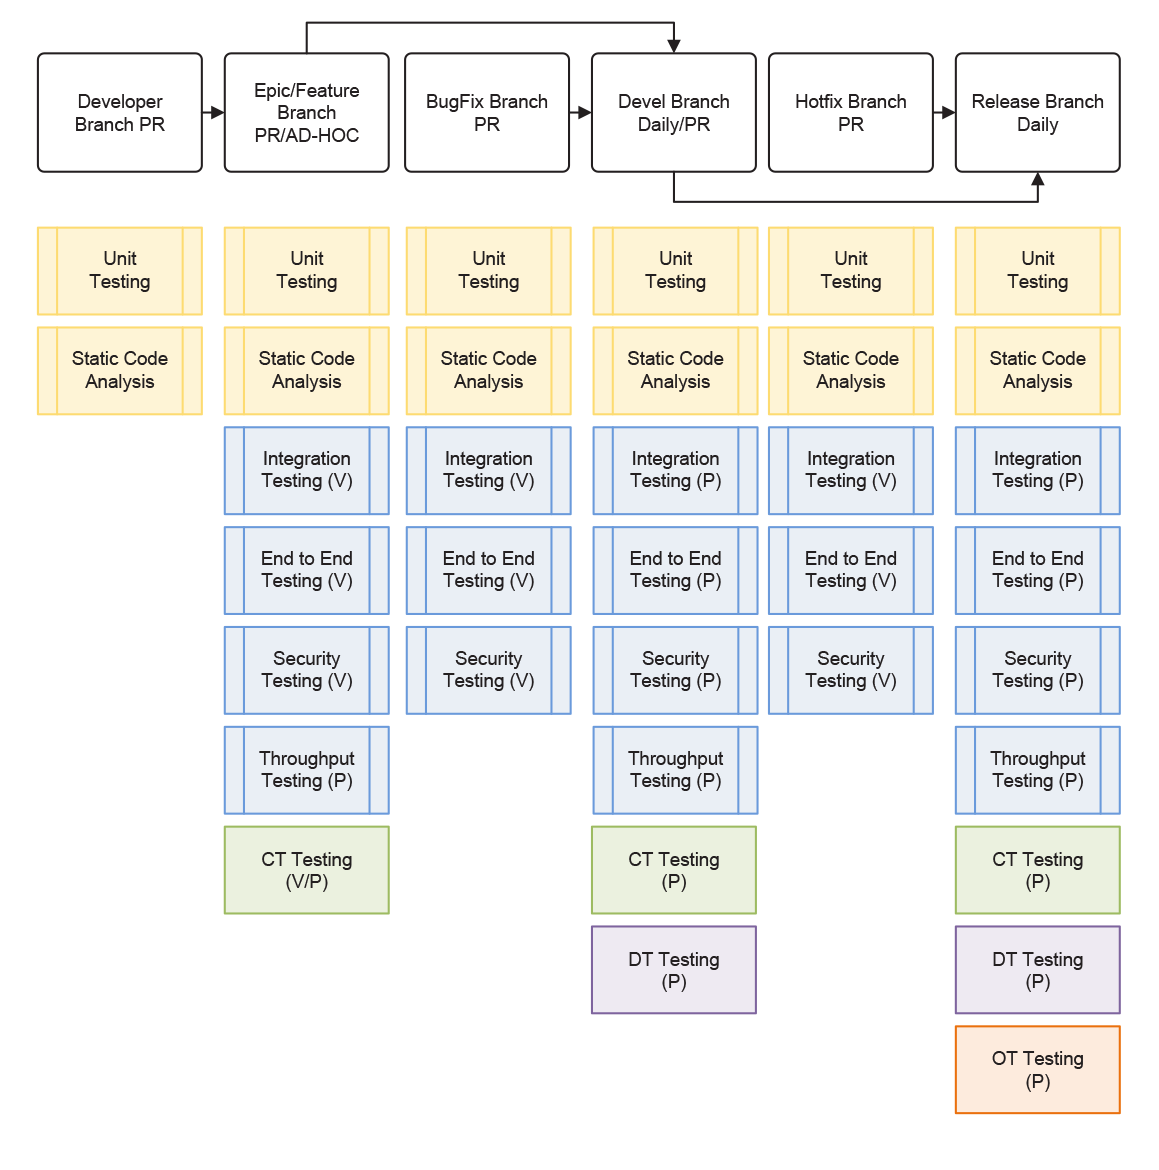 Developer
Branch PR
Epic/Feature
Branch
PR/AD-HOC
BugFix Branch
PR
Devel Branch
Daily/PR
Hotfix Branch
PR
Release Branch
Daily
Unit
Testing
Unit
Testing
Unit
Testing
Unit
Testing
Unit
Testing
Unit
Testing
Static Code
Analysis
Static Code
Analysis
Static Code
Analysis
Static Code
Analysis
Static Code
Analysis
Static Code
Analysis
Integration
Testing (V)
Integration
Testing (V)
Integration
Testing (P)
Integration
Testing (V)
Integration
Testing (P)
End to End
Testing (V)
End to End
Testing (V)
End to End
Testing (P)
End to End
Testing (V)
End to End
Testing (P)
Security
Testing (V)
Security
Testing (V)
Security
Testing (P)
Security
Testing (V)
Security
Testing (P)
Throughput
Testing (P)
Throughput
Testing (P)
Throughput
Testing (P)
CT Testing
(V/P)
CT Testing
(P)
CT Testing
(P)
DT Testing
(P)
DT Testing
(P)
OT Testing
(P)